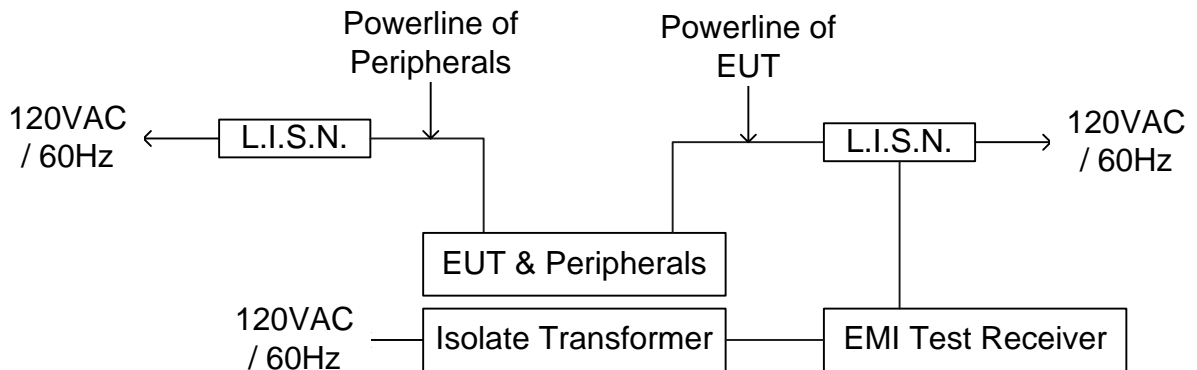 Powerline of
Peripherals
Powerline of
EUT
120VAC
/ 60Hz
L.I.S.N.
L.I.S.N.
120VAC
/ 60Hz
EUT & Peripherals
120VAC
/ 60Hz
Isolate Transformer
EMI Test Receiver